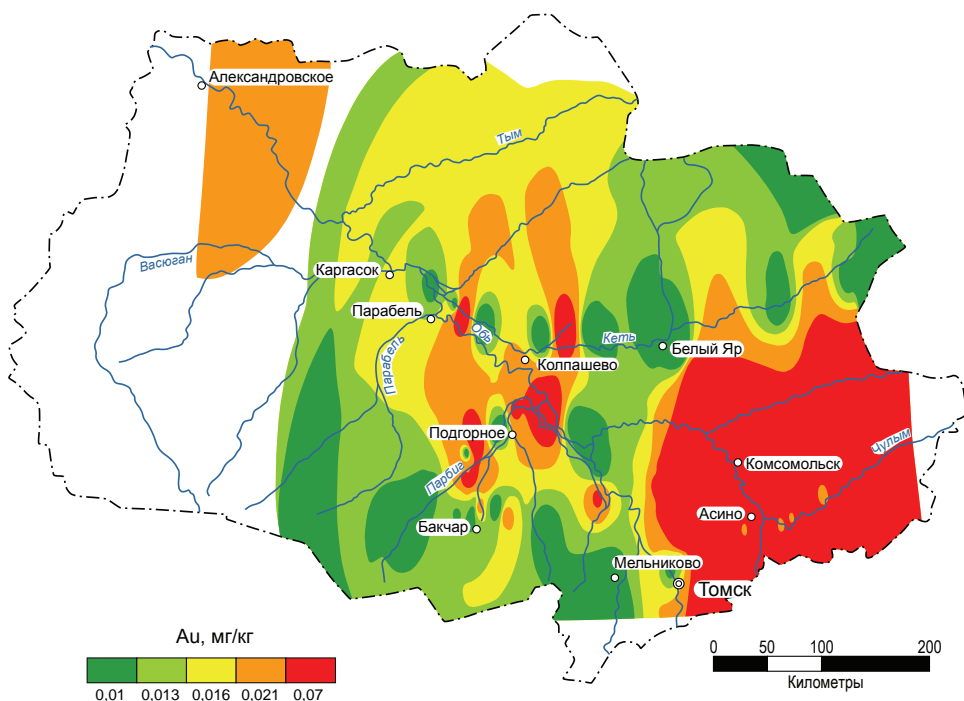 Александровское
Тым
Васюган
Каргасок
Парабель
Обь
Кеть
Белый Яр
Колпашево
Парабель
Подгорное
Чулым
Комсомольск
Парбиг
Асино
Бакчар
Мельниково
Томск
Au, мг/кг
0,01 0,013 0,016 0,021 0,07
0 50 100 200
Километры